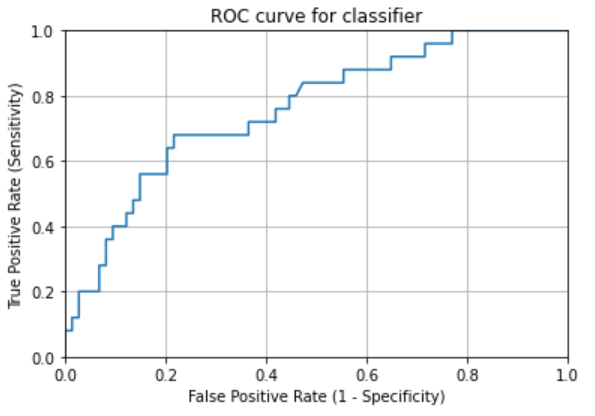 ROC curve for classifier
1.0
0.8
0.6
0.4
0.2
0.0
True Positive Rate (Sensitivity)
0.0 0.2 0.4 0.6 0.8 1.0
False Positive Rate (1 - Specificity)